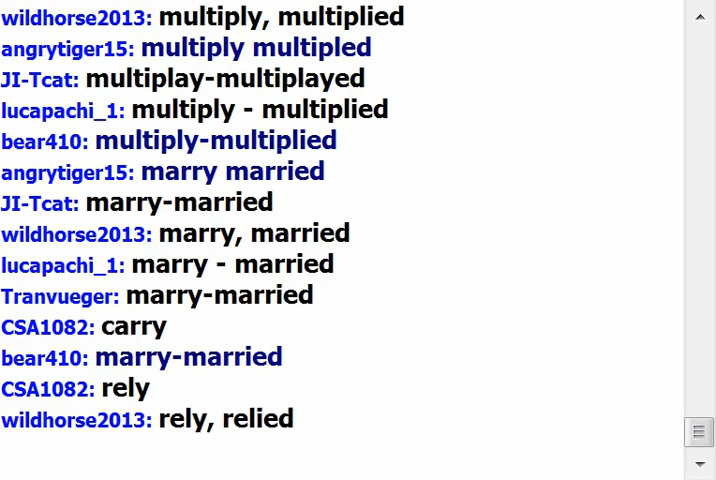 wildhorse2013: multiply, multiplied
angrytiger15: multiply multipled
JI-Tcat: multiplay-multiplayed
lucapachi_1: multiply - multiplied
bear410: multiply-multiplied
angrytiger15: marry married
JI-Tcat: marry-married
wildhorse2013: marry, married
lucapachi_1: marry - married
Tranvueger: marry-married
CSA1082: carry
bear410: marry-married
CSA1082: rely
wildhorse2013: rely, relied